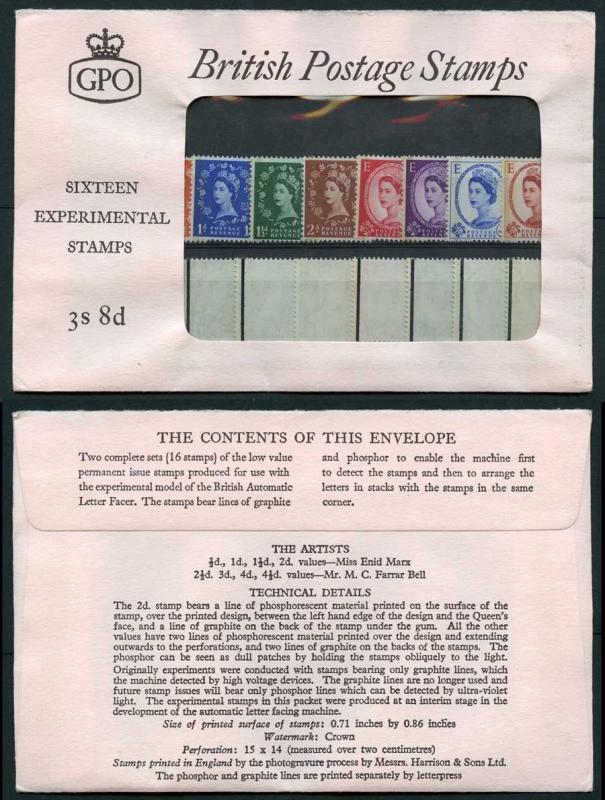 GPO
British Postage Stamps
SIXTEEN
EXPERIMENTAL
STAMPS
3s 8d
1d POSTAGE REVENUE 1
1½d POSTAGE REVENUE
2d POSTAGE REVENUE
E
E
E
E
THE CONTENTS OF THIS ENVELOPE
Two complete sets (16 stamps) of the low value
permanent issue stamps produced for use with
the experimental model of the British Automatic
Letter Facer. The stamps bear lines of graphite
and phosphor to enable the machine first
to detect the stamps and then to arrange the
letters in stacks with the stamps in the same
corner.
THE ARTISTS
½d., 1d., 1½d., 2d. values—Miss Enid Marx
2½d. 3d., 4d., 4½d. values—Mr. M. C. Farrar Bell
TECHNICAL DETAILS
The 2d. stamp bears a line of phosphorescent material printed on the surface of the
stamp, over the printed design, between the left hand edge of the design and the Queen's
face, and a line of graphite on the back of the stamp under the gum. All the other
values have two lines of phosphorescent material printed over the design and extending
outwards to the perforations, and two lines of graphite on the backs of the stamps. The
phosphor can be seen as dull patches by holding the stamps obliquely to the light.
Originally experiments were conducted with stamps bearing only graphite lines, which
the machine detected by high voltage devices. The graphite lines are no longer used and
future stamp issues will bear only phosphor lines which can be detected by ultra-violet
light. The experimental stamps in this packet were produced at an interim stage in the
development of the automatic letter facing machine.
Size of printed surface of stamps: 0.71 inches by 0.86 inches
Watermark: Crown
Perforation: 15 x 14 (measured over two centimetres)
Stamps printed in England by the photogravure process by Messrs. Harrison & Sons Ltd.
The phosphor and graphite lines are printed separately by letterpress